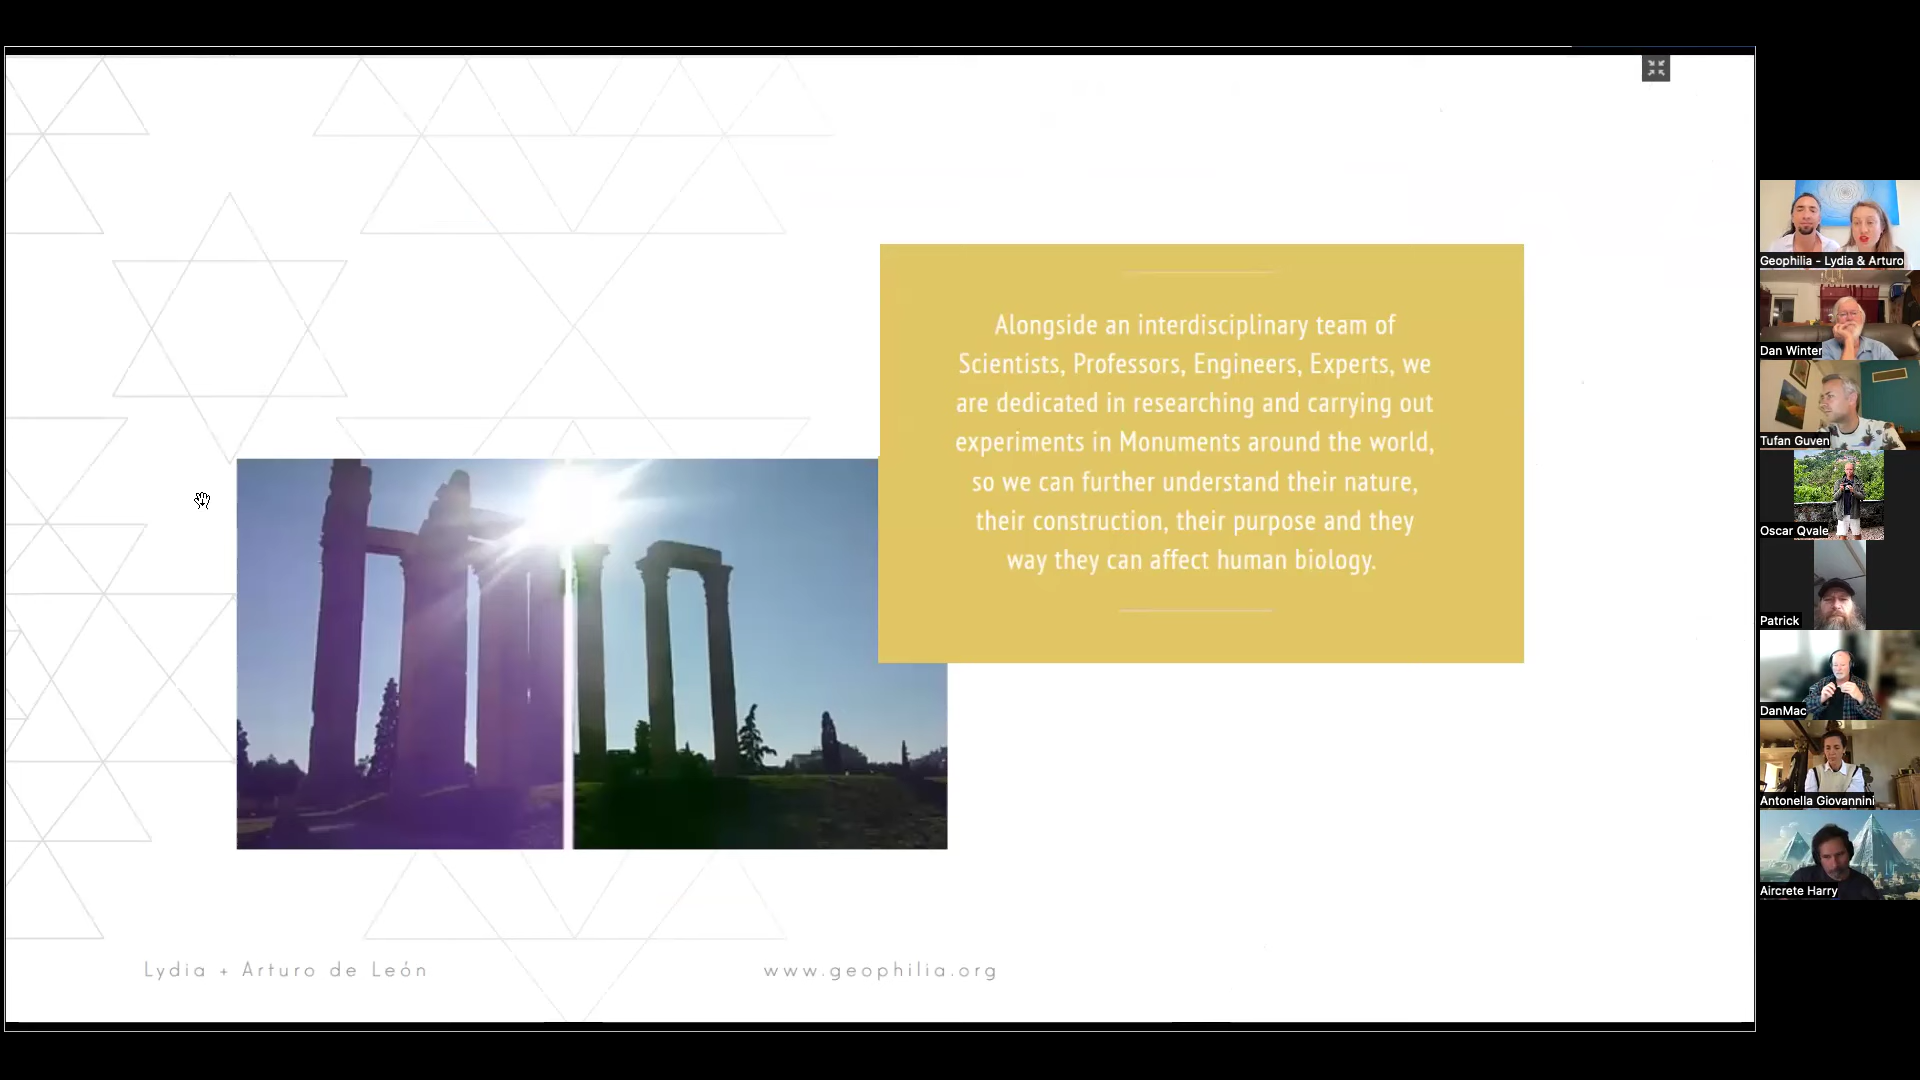 Alongside an interdisciplinary team of
Scientists, Professors, Engineers, Experts, we
are dedicated in researching and carrying out
experiments in Monuments around the world,
so we can further understand their nature,
their construction, their purpose and they
way they can affect human biology.
Lydia + Arturo de León
www.geophilia.org
Geophilia - Lydia & Arturo
Dan Winter
Tufan Guven
Oscar Qvale
Patrick
DanMac
Antonella Giovannini
Aircrete Harry